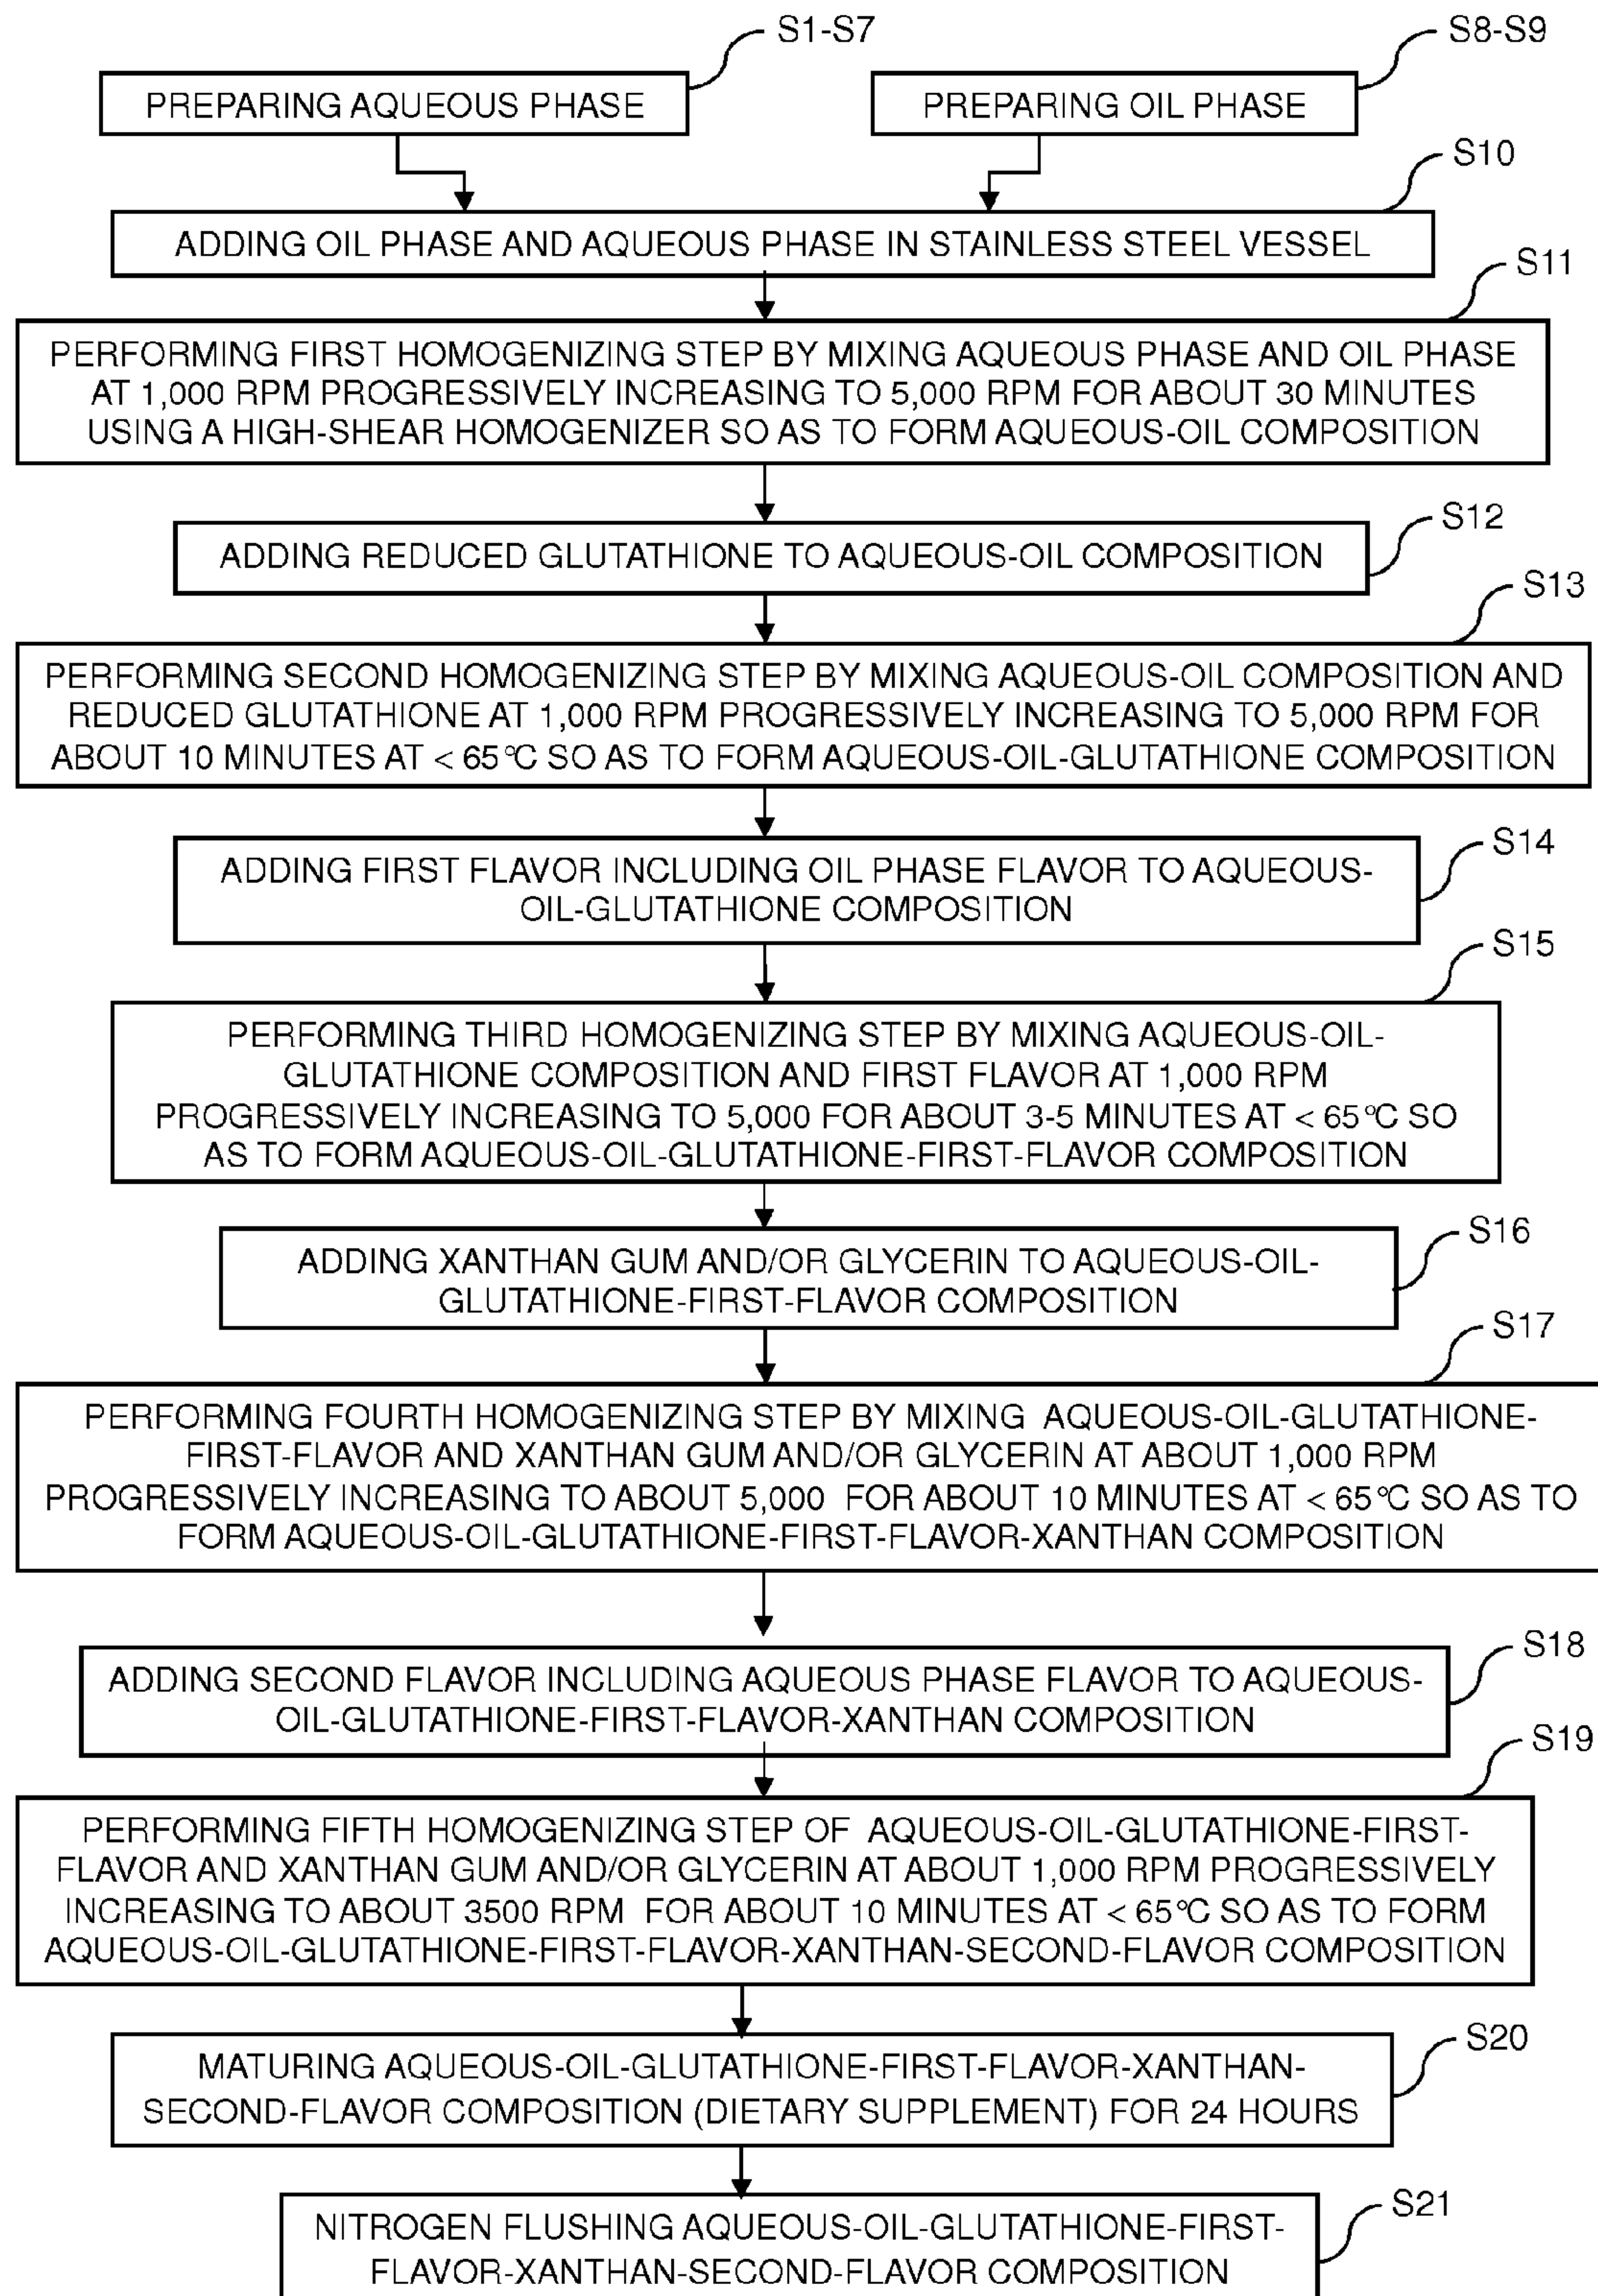 S1-S7
S8-S9
PREPARING AQUEOUS PHASE
PREPARING OIL PHASE
S10
ADDING OIL PHASE AND AQUEOUS PHASE IN STAINLESS STEEL VESSEL
S11
PERFORMING FIRST HOMOGENIZING STEP BY MIXING AQUEOUS PHASE AND OIL PHASE
AT 1,000 RPM PROGRESSIVELY INCREASING TO 5,000 RPM FOR ABOUT 30 MINUTES
USING A HIGH-SHEAR HOMOGENIZER SO AS TO FORM AQUEOUS-OIL COMPOSITION
S12
ADDING REDUCED GLUTATHIONE TO AQUEOUS-OIL COMPOSITION
S13
PERFORMING SECOND HOMOGENIZING STEP BY MIXING AQUEOUS-OIL COMPOSITION AND
REDUCED GLUTATHIONE AT 1,000 RPM PROGRESSIVELY INCREASING TO 5,000 RPM FOR
ABOUT 10 MINUTES AT < 65°C SO AS TO FORM AQUEOUS-OIL-GLUTATHIONE COMPOSITION
S14
ADDING FIRST FLAVOR INCLUDING OIL PHASE FLAVOR TO AQUEOUS-
OIL-GLUTATHIONE COMPOSITION
S15
PERFORMING THIRD HOMOGENIZING STEP BY MIXING AQUEOUS-OIL-
GLUTATHIONE COMPOSITION AND FIRST FLAVOR AT 1,000 RPM
PROGRESSIVELY INCREASING TO 5,000 FOR ABOUT 3-5 MINUTES AT < 65°C SO
AS TO FORM AQUEOUS-OIL-GLUTATHIONE-FIRST-FLAVOR COMPOSITION
S16
ADDING XANTHAN GUM AND/OR GLYCERIN TO AQUEOUS-OIL-
GLUTATHIONE-FIRST-FLAVOR COMPOSITION
S17
PERFORMING FOURTH HOMOGENIZING STEP BY MIXING AQUEOUS-OIL-GLUTATHIONE-
FIRST-FLAVOR AND XANTHAN GUM AND/OR GLYCERIN AT ABOUT 1,000 RPM
PROGRESSIVELY INCREASING TO ABOUT 5,000 FOR ABOUT 10 MINUTES AT < 65°C SO AS TO
FORM AQUEOUS-OIL-GLUTATHIONE-FIRST-FLAVOR-XANTHAN COMPOSITION
S18
ADDING SECOND FLAVOR INCLUDING AQUEOUS PHASE FLAVOR TO AQUEOUS-
OIL-GLUTATHIONE-FIRST-FLAVOR-XANTHAN COMPOSITION
S19
PERFORMING FIFTH HOMOGENIZING STEP OF AQUEOUS-OIL-GLUTATHIONE-FIRST-
FLAVOR AND XANTHAN GUM AND/OR GLYCERIN AT ABOUT 1,000 RPM PROGRESSIVELY
INCREASING TO ABOUT 3500 RPM FOR ABOUT 10 MINUTES AT < 65°C SO AS TO FORM
AQUEOUS-OIL-GLUTATHIONE-FIRST-FLAVOR-XANTHAN-SECOND-FLAVOR COMPOSITION
S20
MATURING AQUEOUS-OIL-GLUTATHIONE-FIRST-FLAVOR-XANTHAN-
SECOND-FLAVOR COMPOSITION (DIETARY SUPPLEMENT) FOR 24 HOURS
S21
NITROGEN FLUSHING AQUEOUS-OIL-GLUTATHIONE-FIRST-
FLAVOR-XANTHAN-SECOND-FLAVOR COMPOSITION